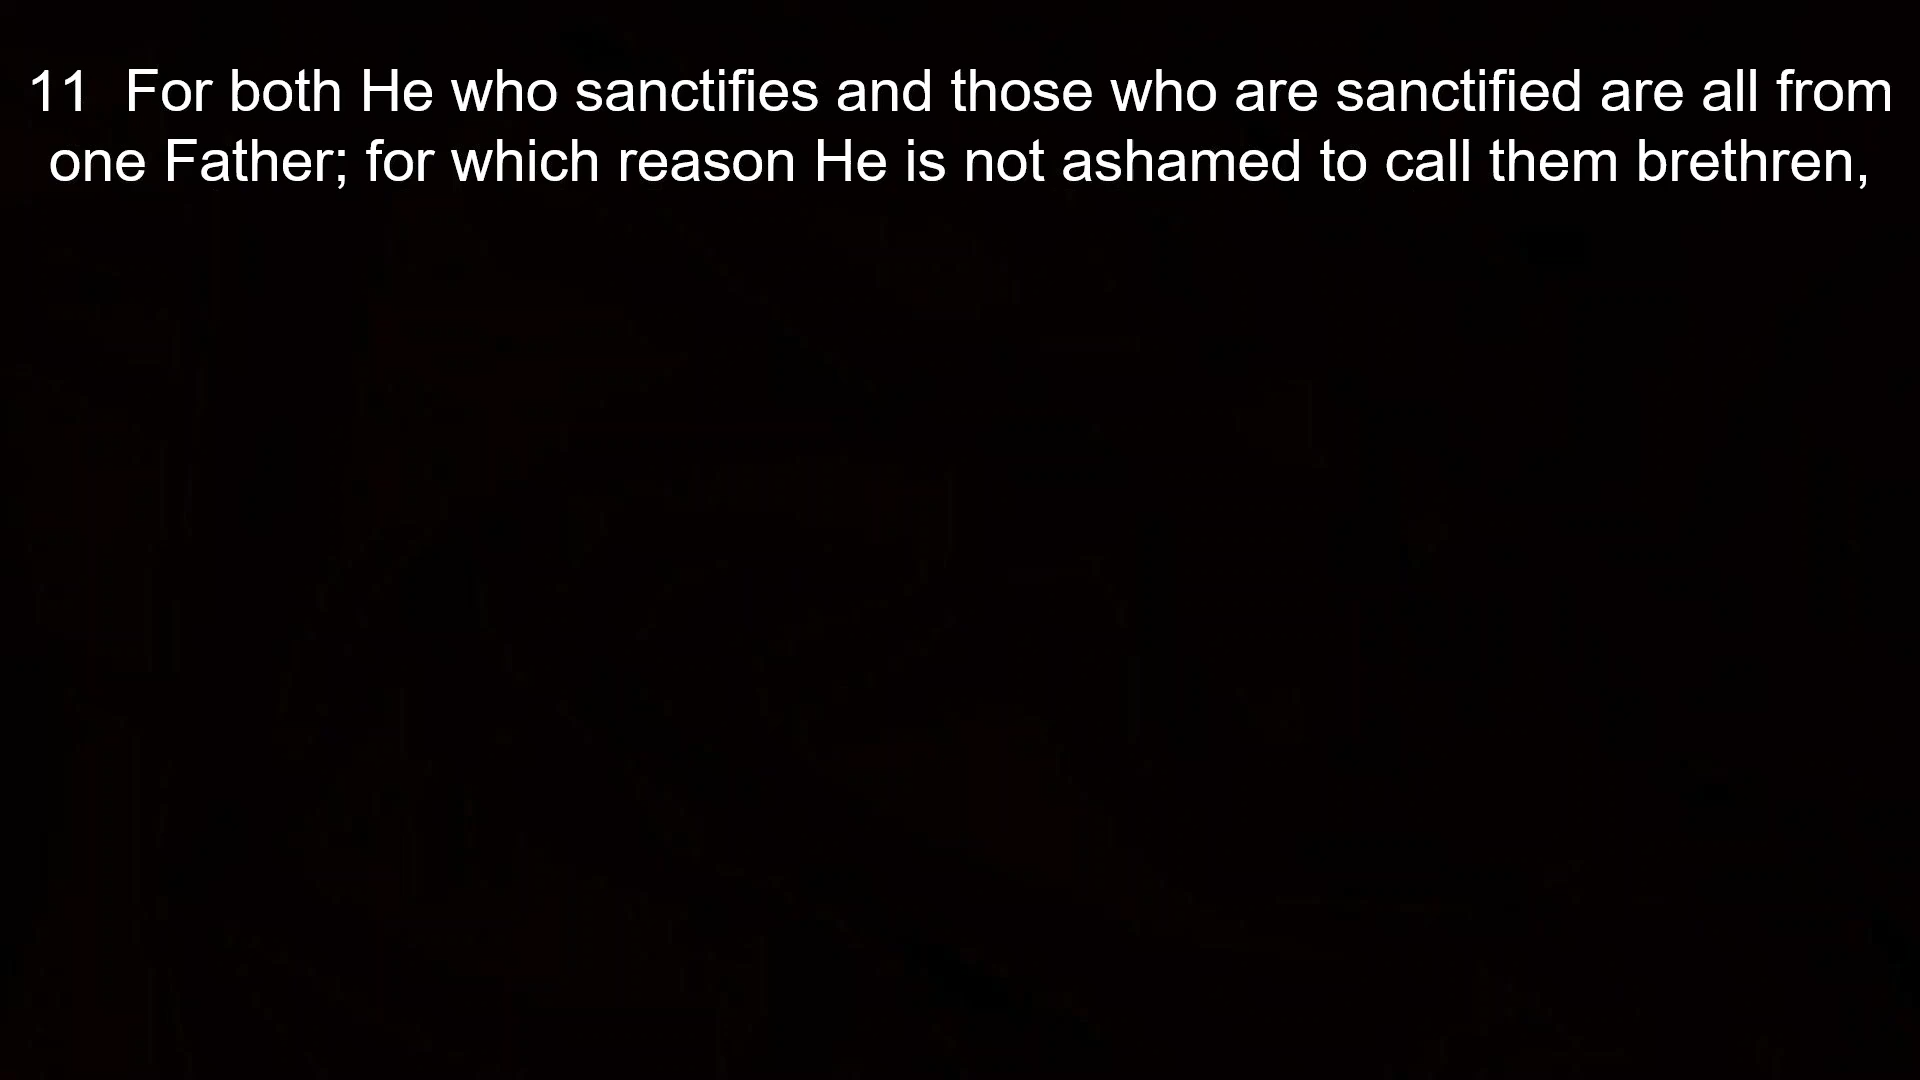 11  For both He who sanctifies and those who are sanctified are all from
one Father; for which reason He is not ashamed to call them brethren,